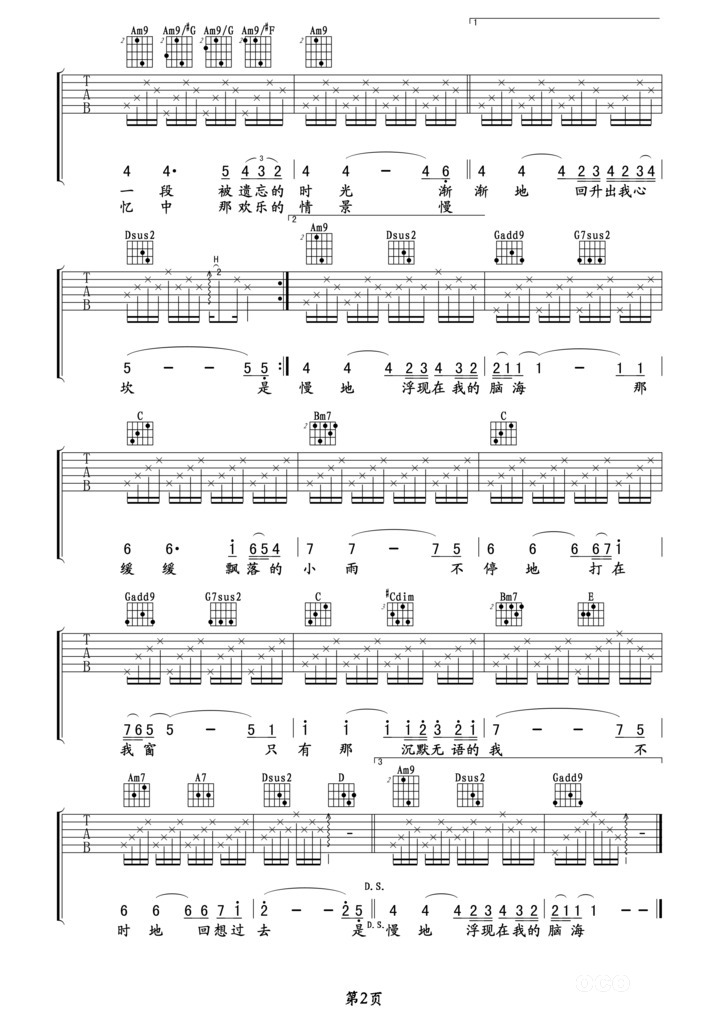 1
Am9 Am9/#G Am9/G Am9/#F Am9
T A B
4 4· 5 4 3 2 4 4 - 4 6 4 4 4 2 3 4 2 3 4
一 段 被 遗 忘 的 时 光 渐 渐 地 回 升 出 我 心
忆 中 那 欢 乐 的 情 景 慢
2
Dsus2 Am9 Dsus2 Gadd9 G7sus2
H
2
T A B
5 - - 5 5 4 4 4 2 3 4 3 2 2 1 1 1 1 - 1 1
坎 是 慢 地 浮 现 在 我 的 脑 海 那
C Bm7 C
T A B
6 6· i 6 5 4 7 7 - 7 5 6 6 6 6 7 i
缓 缓 飘 落 的 小 雨 不 停 地 打 在
Gadd9 G7sus2 C #Cdim Bm7 E
T A B
7 6 5 5 - 5 1 i i i i 2 3 2 i 7 - - 7 5
我 窗 只 有 那 沉 默 无 语 的 我 不
3
Am7 A7 Dsus2 D Am9 Dsus2 Gadd9
T A B
D.S.
6 6 6 6 7 i 2 - - 2 5 4 4 4 2 3 4 3 2 2 1 1 1 - -
时 地 回 想 过 去 是 D.S. 慢 地 浮 现 在 我 的 脑 海
第2页